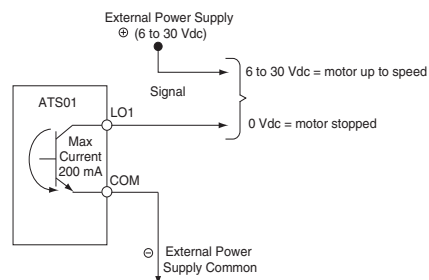 External Power Supply
⊕ (6 to 30 Vdc)
6 to 30 Vdc = motor up to speed
Signal
ATS01
LO1
0 Vdc = motor stopped
Max
Current
200 mA
COM
⊖ External Power
Supply Common